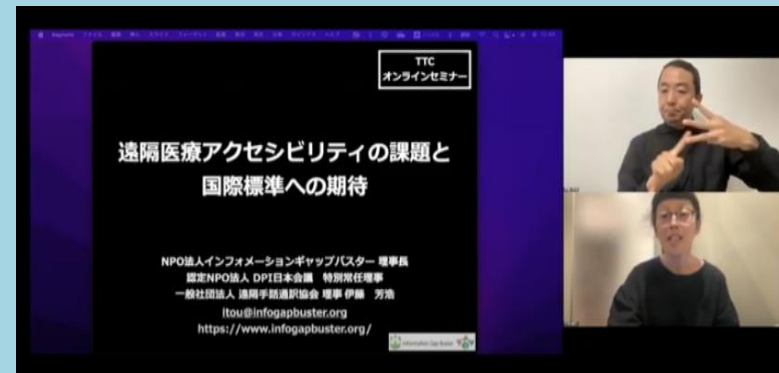 TTC
オンラインセミナー
遠隔医療アクセシビリティの課題と
国際標準への期待
NPO法人インフォメーションギャップバスター 理事長
認定NPO法人 DPI日本会議 特別常任理事
一般社団法人 遠隔手話通訳協会 理事 伊藤 芳浩
itou@infogapbuster.org
https://www.infogapbuster.org/
Information Gap Buster